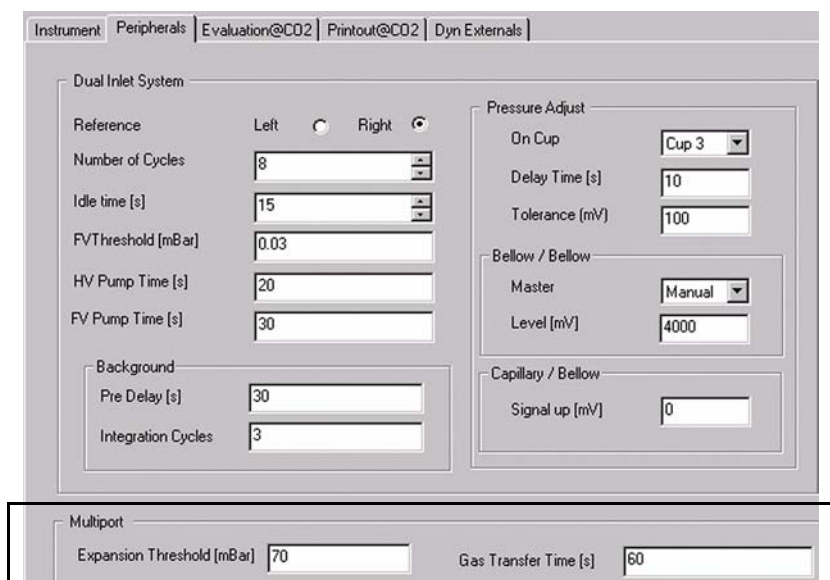 Instrument Peripherals Evaluation@CO2 Printout@CO2 Dyn Externals
Dual Inlet System
Reference Left Right
Number of Cycles 8
Idle time [s] 15
FVThreshold [mBar] 0.03
HV Pump Time [s] 20
FV Pump Time [s] 30
Background
Pre Delay [s] 30
Integration Cycles 3
Pressure Adjust
On Cup Cup 3
Delay Time [s] 10
Tolerance (mV) 100
Bellow / Bellow
Master Manual
Level [mV] 4000
Capillary / Bellow
Signal up [mV] 0
Multiport
Expansion Threshold [mBar] 70 Gas Transfer Time [s] 60